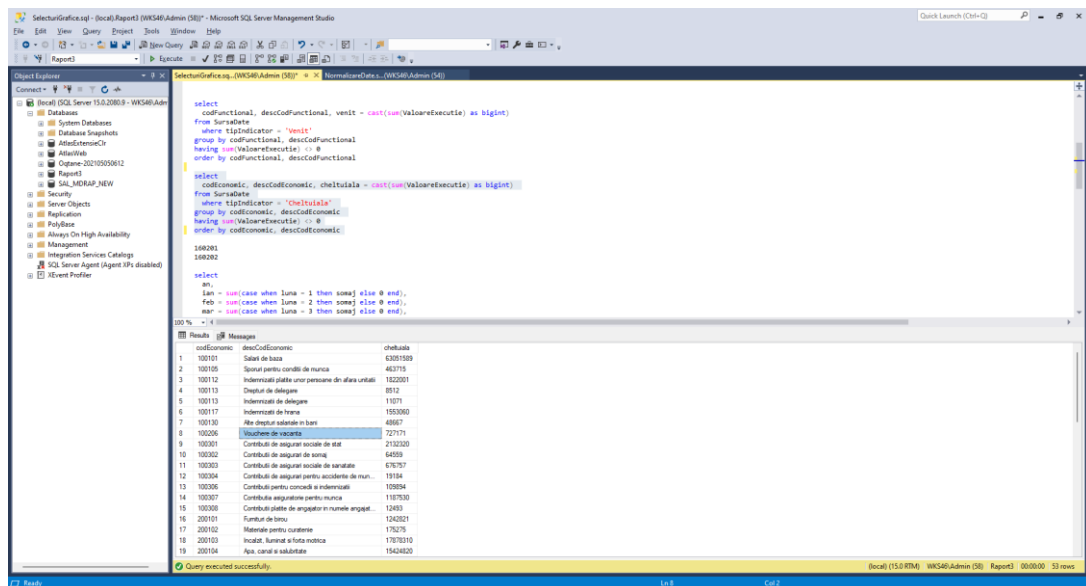 SelecturiGrafice.sql - (local).Raport3 (WKS46\Admin (58))* - Microsoft SQL Server Management Studio
Quick Launch (Ctrl+Q)
File Edit View Query Project Tools Window Help
New Query
Raport3
Execute
Object Explorer
SelecturiGrafice.sq...(WKS46\Admin (58))*
NormalizareDate.s...(WKS46\Admin (54))
Connect
(local) (SQL Server 15.0.2080.9 - WKS46\Adm
Databases
System Databases
Database Snapshots
AtlasExtensieClr
AtlasWeb
Oqtane-202105050612
Raport3
SAL_MDRAP_NEW
Security
Server Objects
Replication
PolyBase
Always On High Availability
Management
Integration Services Catalogs
SQL Server Agent (Agent XPs disabled)
XEvent Profiler
select
codFunctional, descCodFunctional, venit = cast(sum(ValoareExecutie) as bigint)
from SursaDate
where tipIndicator = 'Venit'
group by codFunctional, descCodFunctional
having sum(ValoareExecutie) <> 0
order by codFunctional, descCodFunctional
select
codEconomic, descCodEconomic, cheltuiala = cast(sum(ValoareExecutie) as bigint)
from SursaDate
where tipIndicator = 'Cheltuiala'
group by codEconomic, descCodEconomic
having sum(ValoareExecutie) <> 0
order by codEconomic, descCodEconomic
160201
160202
select
an,
ian = sum(case when luna = 1 then somaj else 0 end),
feb = sum(case when luna = 2 then somaj else 0 end),
mar = sum(case when luna = 3 then somaj else 0 end),
100 %
Results Messages
codEconomic descCodEconomic cheltuiala
1 100101 Salarii de baza 63051589
2 100105 Sporuri pentru conditii de munca 463715
3 100112 Indemnizatii platite unor persoane din afara unitatii 1822001
4 100113 Drepturi de delegare 8512
5 100113 Indemnizatii de delegare 11071
6 100117 Indemnizatii de hrana 1553060
7 100130 Alte drepturi salariale in bani 48667
8 100206 Vouchere de vacanta 727171
9 100301 Contributii de asigurari sociale de stat 2132320
10 100302 Contributii de asigurari de somaj 64559
11 100303 Contributii de asigurari sociale de sanatate 676757
12 100304 Contributii de asigurari pentru accidente de mun... 19184
13 100306 Contributii pentru concedii si indemnizatii 109894
14 100307 Contributia asiguratorie pentru munca 1187530
15 100308 Contributii platite de angajator in numele angajat... 12493
16 200101 Furnituri de birou 1242821
17 200102 Materiale pentru curatenie 175275
18 200103 Incalzit, Iluminat si forta motrica 17878310
19 200104 Apa, canal si salubritate 15424820
Query executed successfully.
(local) (15.0 RTM) WKS46\Admin (58) Raport3 00:00:00 53 rows
Ready
Ln 8
Col 2